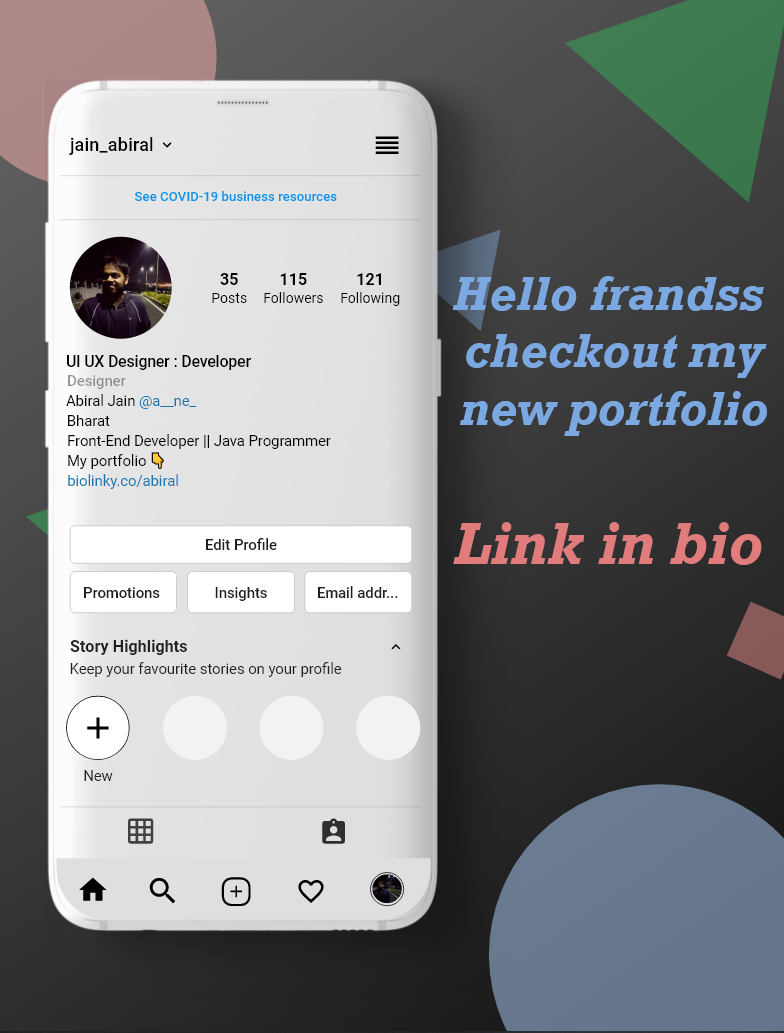 jain_abiral
See COVID-19 business resources
35 115 121
Posts Followers Following
UI UX Designer : Developer
Designer
Abiral Jain @a__ne_
Bharat
Front-End Developer || Java Programmer
My portfolio 👇
biolinky.co/abiral
Edit Profile
Promotions Insights Email addr...
Story Highlights
Keep your favourite stories on your profile
New
Hello frandss
checkout my
new portfolio
Link in bio